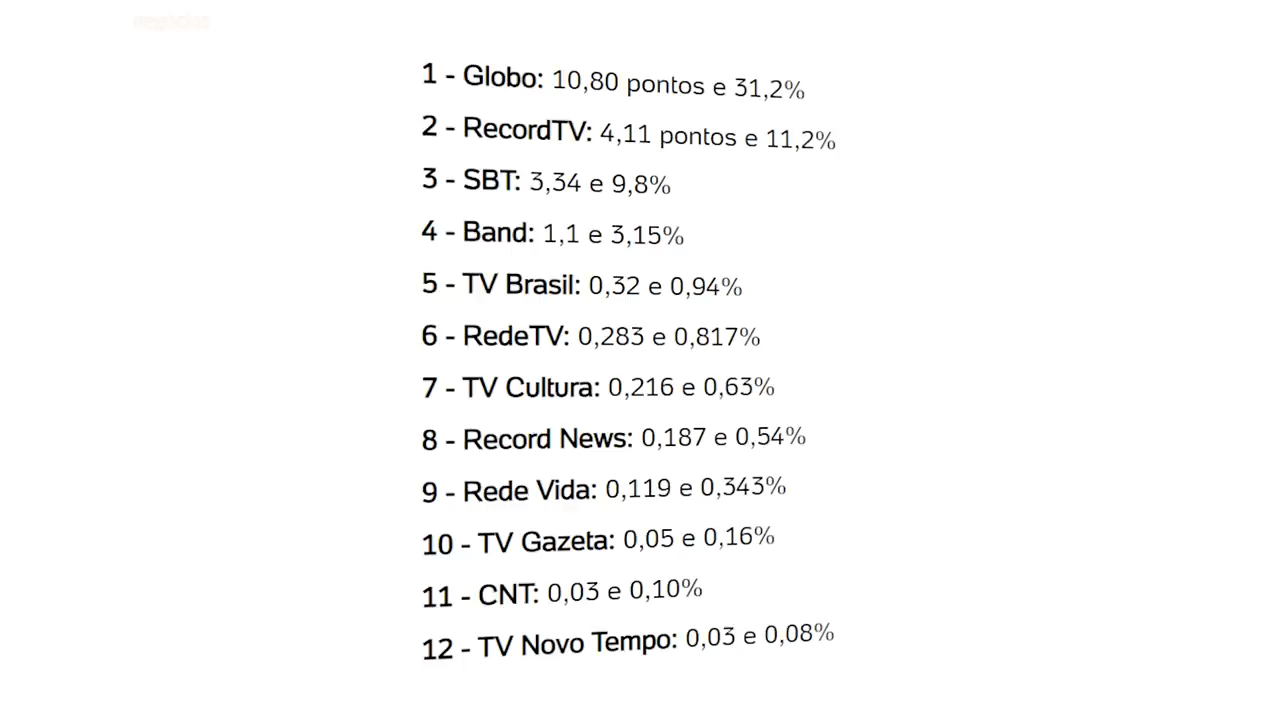 1 - Globo: 10,80 pontos e 31,2%
2 - RecordTV: 4,11 pontos e 11,2%
3 - SBT: 3,34 e 9,8%
4 - Band: 1,1 e 3,15%
5 - TV Brasil: 0,32 e 0,94%
6 - RedeTV: 0,283 e 0,817%
7 - TV Cultura: 0,216 e 0,63%
8 - Record News: 0,187 e 0,54%
9 - Rede Vida: 0,119 e 0,343%
10 - TV Gazeta: 0,05 e 0,16%
11 - CNT: 0,03 e 0,10%
12 - TV Novo Tempo: 0,03 e 0,08%